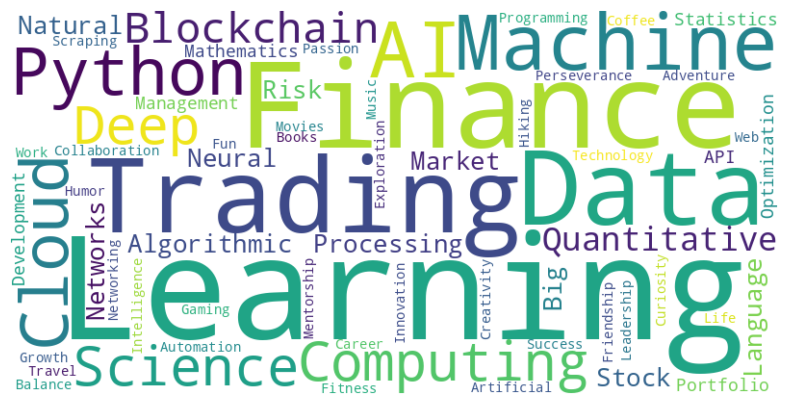 Natural
Blockchain
AI
Machine
Programming
Coffee
Statistics
Scraping
Mathematics
Passion
Python
Finance
Perseverance
Adventure
Management
Risk
Music
Deep
Movies
Books
Hiking
Web
Optimization
Work
Collaboration
Fun
Neural
Market
Exploration
Technology
API
Cloud
Humor
Trading
Data
Development
Networks
Networking
Algorithmic
Processing
Quantitative
Learning
Intelligence
Gaming
Mentorship
Innovation
Creativity
Big
Friendship
Leadership
Curiosity
Life
Language
Growth
Travel
Balance
Science
Automation
Career
Computing
Fitness
Success
Artificial
Stock
Portfolio